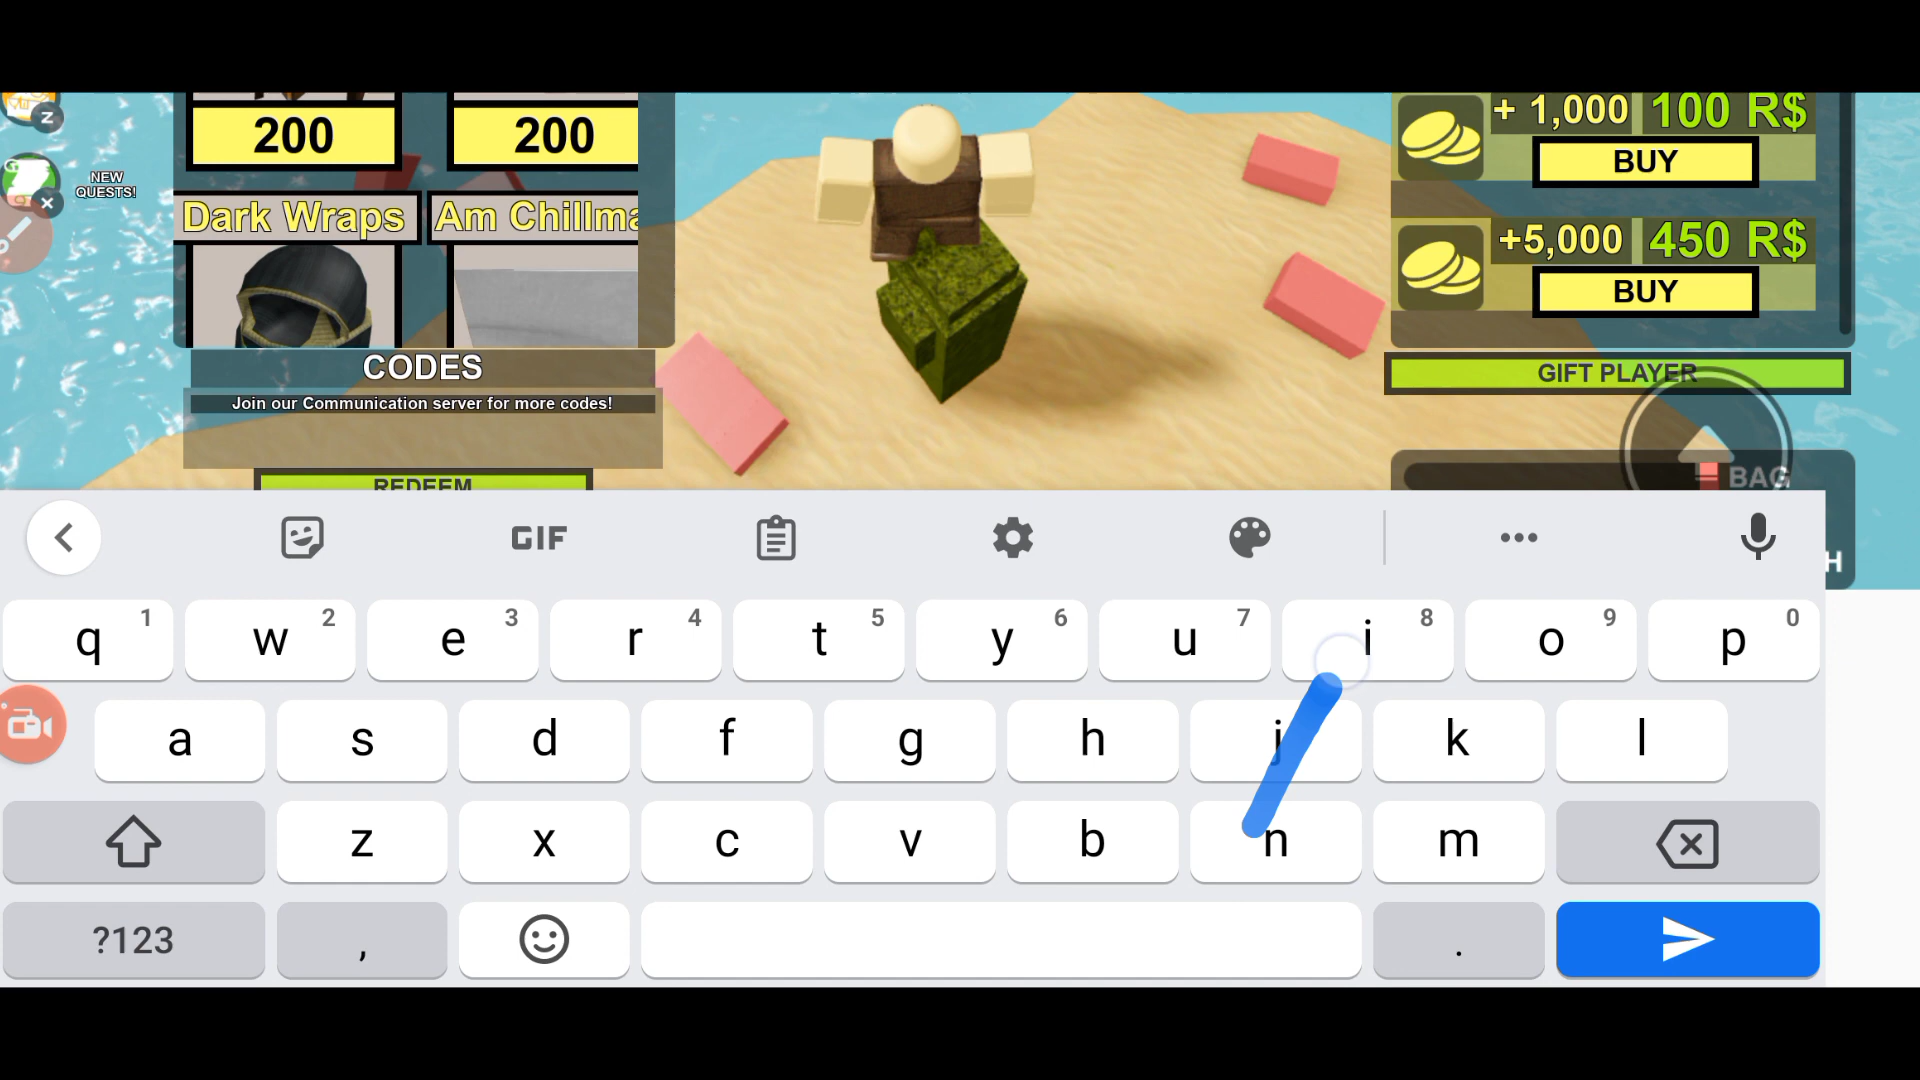 Z
X
NEW
QUESTS!
200
200
Dark Wraps
Am Chillma
CODES
Join our Communication server for more codes!
REDEEM
+ 1,000 100 R$
BUY
+5,000 450 R$
BUY
GIFT PLAYER
BAG
H
GIF
q 1 w 2 e 3 r 4 t 5 y 6 u 7 i 8 o 9 p 0
a s d f g h j k l
z x c v b n m
?123 , .